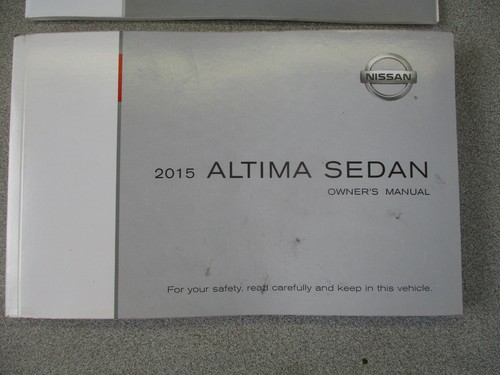 NISSAN
2015 ALTIMA SEDAN
OWNER'S MANUAL
For your safety, read carefully and keep in this vehicle.